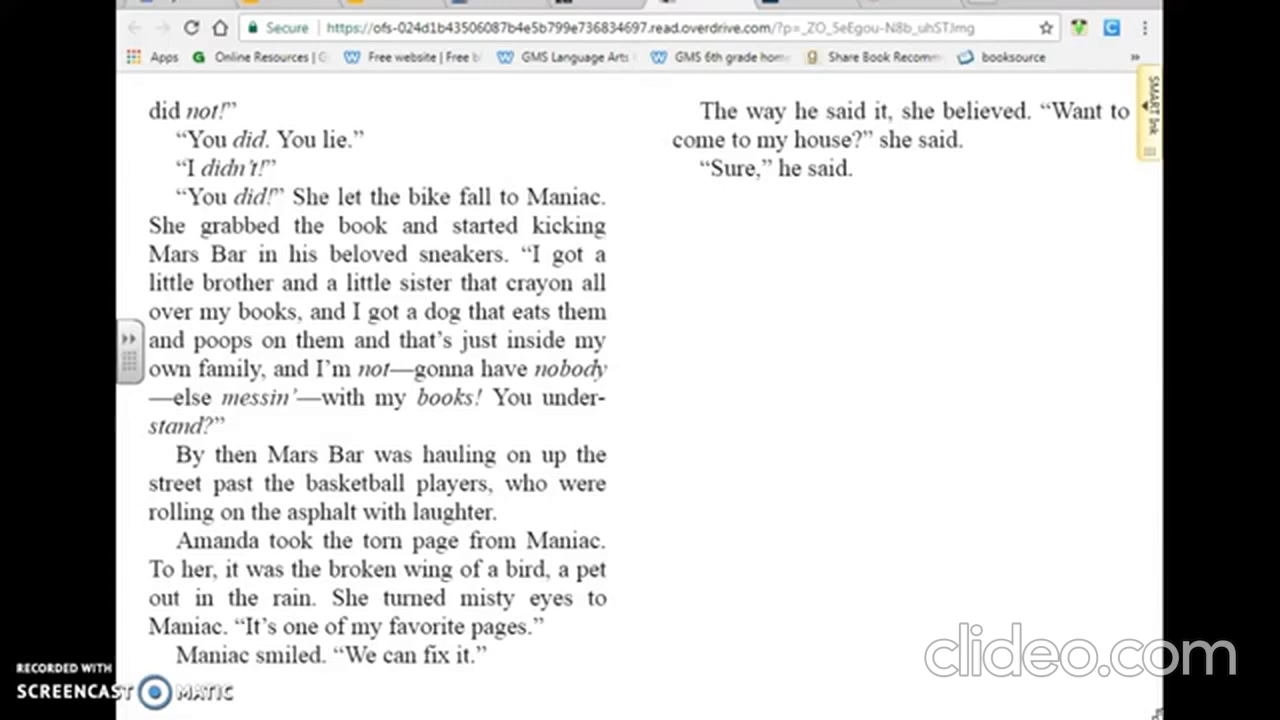 Secure
https://ofs-024d1b43506087b4e5b799e736834697.read.overdrive.com/?p=_ZO_5eEgou-N8b_uhSTJmg
Apps
Online Resources | G
Free website | Free b
GMS Language Arts
GMS 6th grade home
Share Book Recomm
booksource
»
SMART Ink
did not!”
“You did. You lie.”
“I didn’t!”
“You did!” She let the bike fall to Maniac.
She grabbed the book and started kicking
Mars Bar in his beloved sneakers. “I got a
little brother and a little sister that crayon all
over my books, and I got a dog that eats them
and poops on them and that’s just inside my
own family, and I’m not—gonna have nobody
—else messin’—with my books! You under-
stand?”
By then Mars Bar was hauling on up the
street past the basketball players, who were
rolling on the asphalt with laughter.
Amanda took the torn page from Maniac.
To her, it was the broken wing of a bird, a pet
out in the rain. She turned misty eyes to
Maniac. “It’s one of my favorite pages.”
Maniac smiled. “We can fix it.”
The way he said it, she believed. “Want to
come to my house?” she said.
“Sure,” he said.
RECORDED WITH
SCREENCAST MATIC
clideo.com